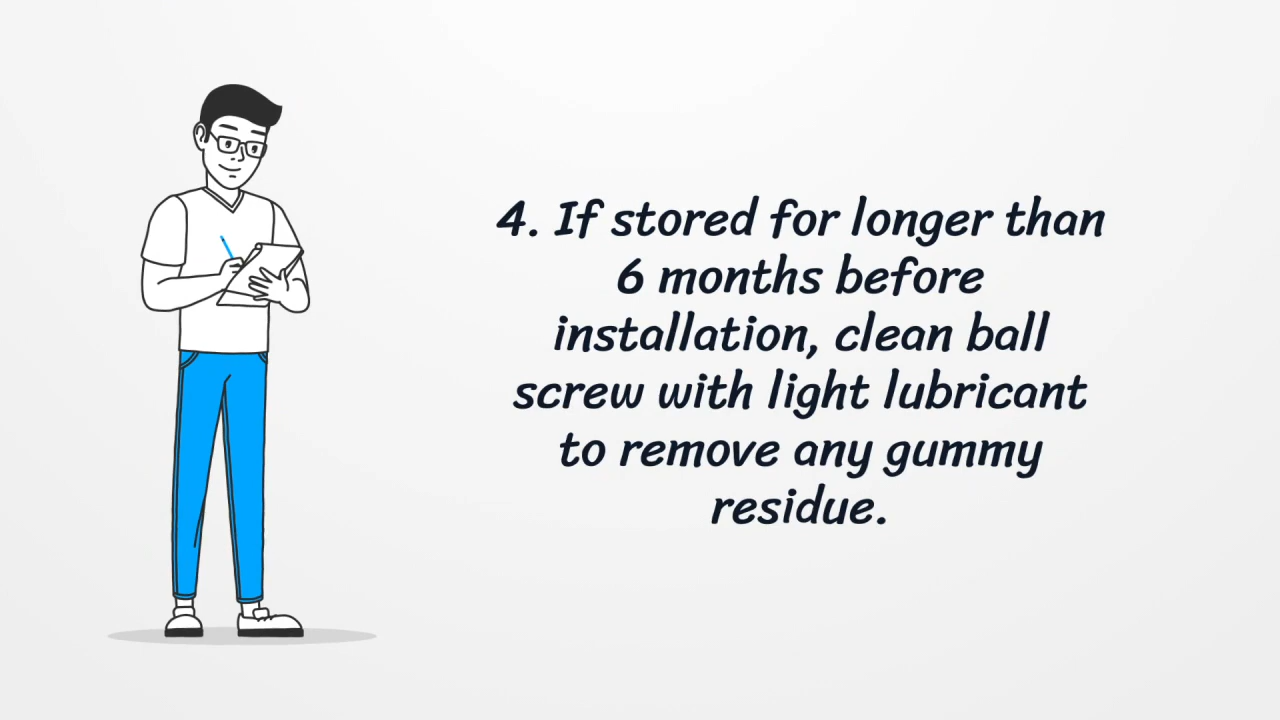 4. If stored for longer than
6 months before
installation, clean ball
screw with light lubricant
to remove any gummy
residue.